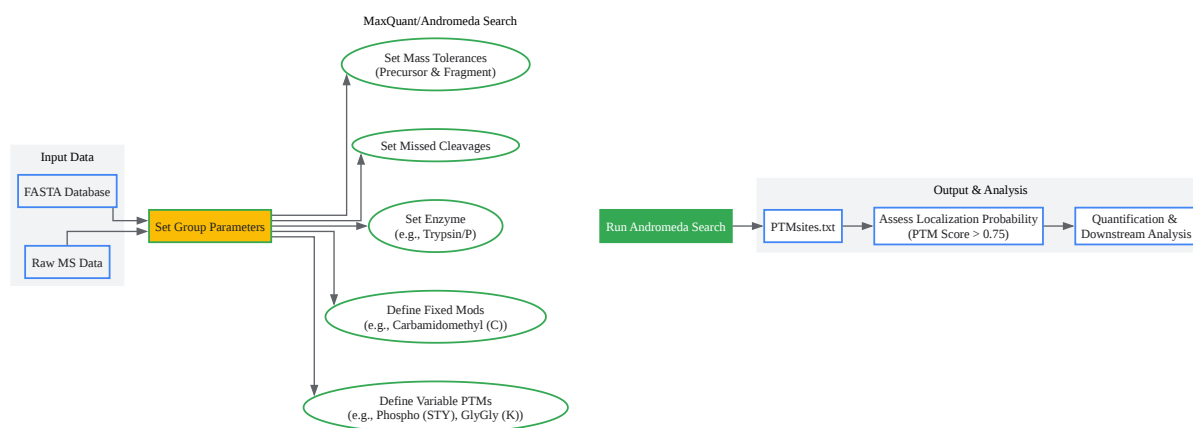 MaxQuant/Andromeda Search
Set Mass Tolerances
(Precursor & Fragment)
Set Missed Cleavages
Input Data
FASTA Database
Set Group Parameters
Raw MS Data
Set Enzyme
(e.g., Trypsin/P)
Define Fixed Mods
(e.g., Carbamidomethyl (C))
Define Variable PTMs
(e.g., Phospho (STY), GlyGly (K))
Run Andromeda Search
Output & Analysis
PTMsites.txt
Assess Localization Probability
(PTM Score > 0.75)
Quantification &
Downstream Analysis